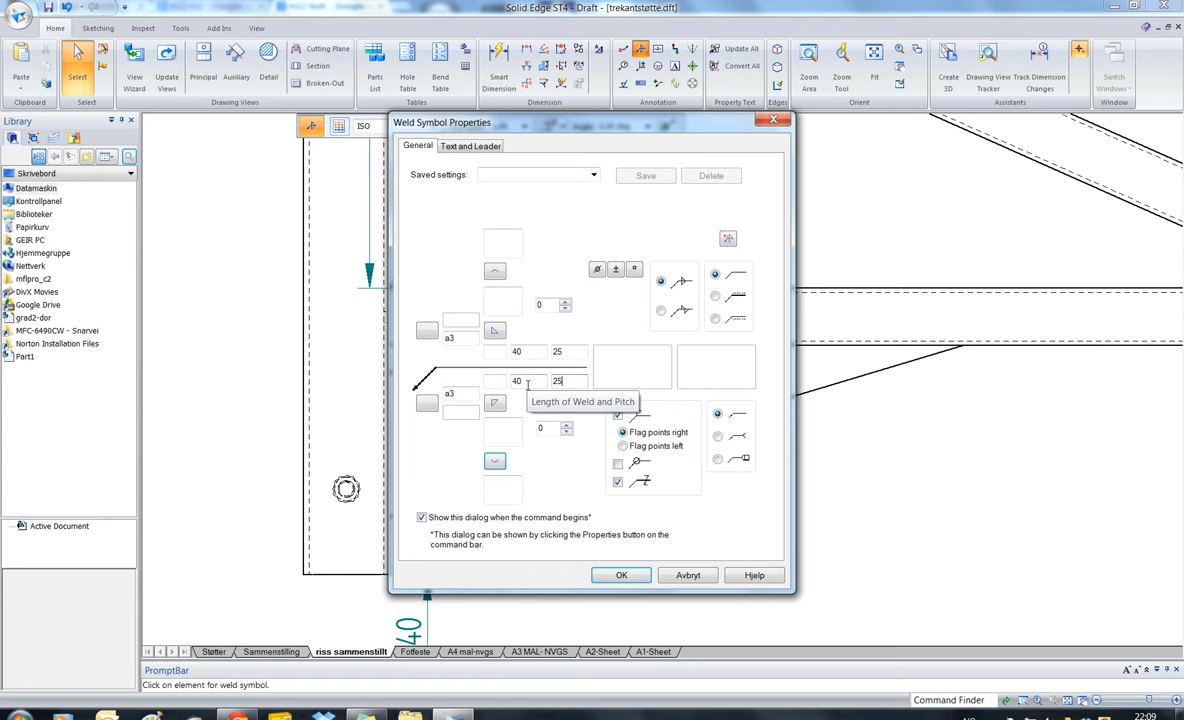 Solid Edge ST4 - Draft - [trekantstøtte.dft]
Home Sketching Inspect Tools Add Ins View
Paste
Select
View Wizard
Update Views
Principal
Auxiliary
Detail
Cutting Plane
Section
Broken-Out
Parts List
Hole Table
Bend Table
Smart Dimension
Update All
Convert All
Zoom Area
Zoom Tool
Fit
Create 3D
Drawing View Tracker
Track Changed Dimensions
Switch Windows
Clipboard Select Drawing Views Tables Dimension Annotation Property Text Edges Orient Assistants Window
Library
Skrivebord
Datamaskin
Kontrollpanel
Biblioteker
Papirkurv
GEIR PC
Hjemmegruppe
Nettverk
mflpro_c2
DivX Movies
Google Drive
grad2-dor
MFC-6490CW - Snarvei
Norton Installation Files
Part1
Active Document
ISO
Weld Symbol Properties
General Text and Leader
Saved settings:
Save Delete
0
a3
40 25
40 25
a3
Length of Weld and Pitch
0
Flag points right
Flag points left
Show this dialog when the command begins*
*This dialog can be shown by clicking the Properties button on the
command bar.
OK Avbryt Hjelp
40
Støtter Sammenstilling riss sammenstillt Fotfeste A4 mal-nvgs A3 MAL- NVGS A2-Sheet A1-Sheet
PromptBar
Click on element for weld symbol.
Command Finder
NO 22:09